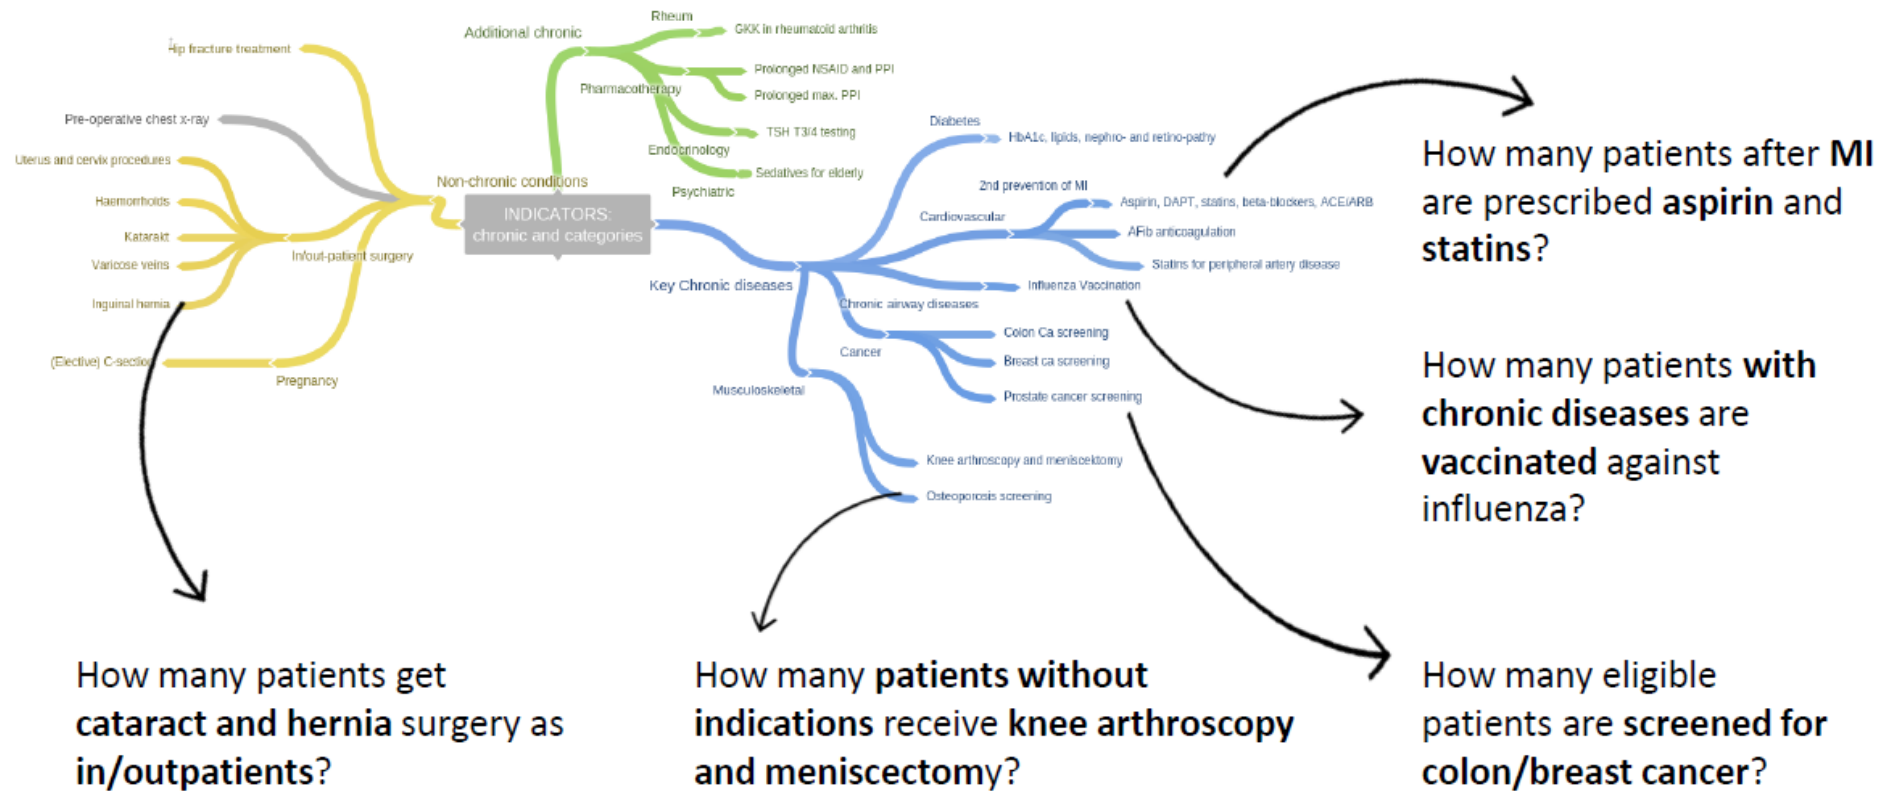 Hip fracture treatment
Pre-operative chest x-ray
Uterus and cervix procedures
Haemorrholds
Katarakt
Varicose veins
Inguinal hernia
(Elective) C-section
Non-chronic conditions
In/out-patient surgery
Pregnancy
INDICATORS:
chronic and categories
Additional chronic
Rheum
GKK in rheumatoid arthritis
Pharmacotherapy
Prolonged NSAID and PPI
Prolonged max. PPI
TSH T3/4 testing
Endocrinology
Sedatives for elderly
Psychiatric
Key Chronic diseases
Diabetes
HbA1c, lipids, nephro- and retino-pathy
2nd prevention of MI
Aspirin, DAPT, statins, beta-blockers, ACE/ARB
Cardiovascular
AFib anticoagulation
Statins for peripheral artery disease
Influenza Vaccination
Chronic airway diseases
Colon Ca screening
Cancer
Breast ca screening
Prostate cancer screening
Musculoskeletal
Knee arthroscopy and meniscektomy
Osteoporosis screening
How many patients after MI
are prescribed aspirin and
statins?
How many patients with
chronic diseases are
vaccinated against
influenza?
How many patients get
cataract and hernia surgery as
in/outpatients?
How many patients without
indications receive knee arthroscopy
and meniscectomy?
How many eligible
patients are screened for
colon/breast cancer?